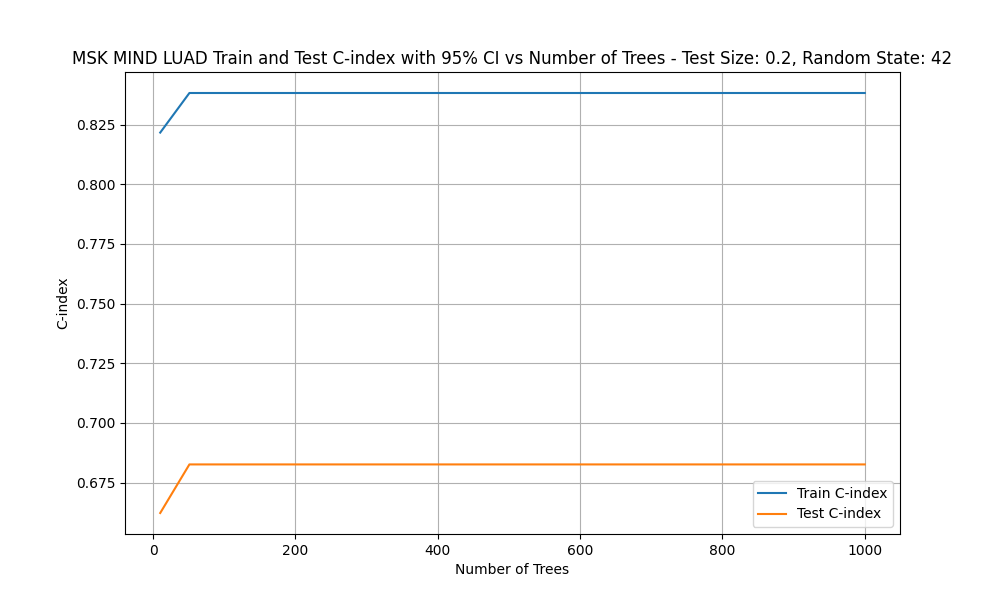 MSK MIND LUAD Train and Test C-index with 95% CI vs Number of Trees - Test Size: 0.2, Random State: 42
0.825
0.800
0.775
0.750
0.725
0.700
0.675
C-index
Train C-index
Test C-index
0 200 400 600 800 1000
Number of Trees